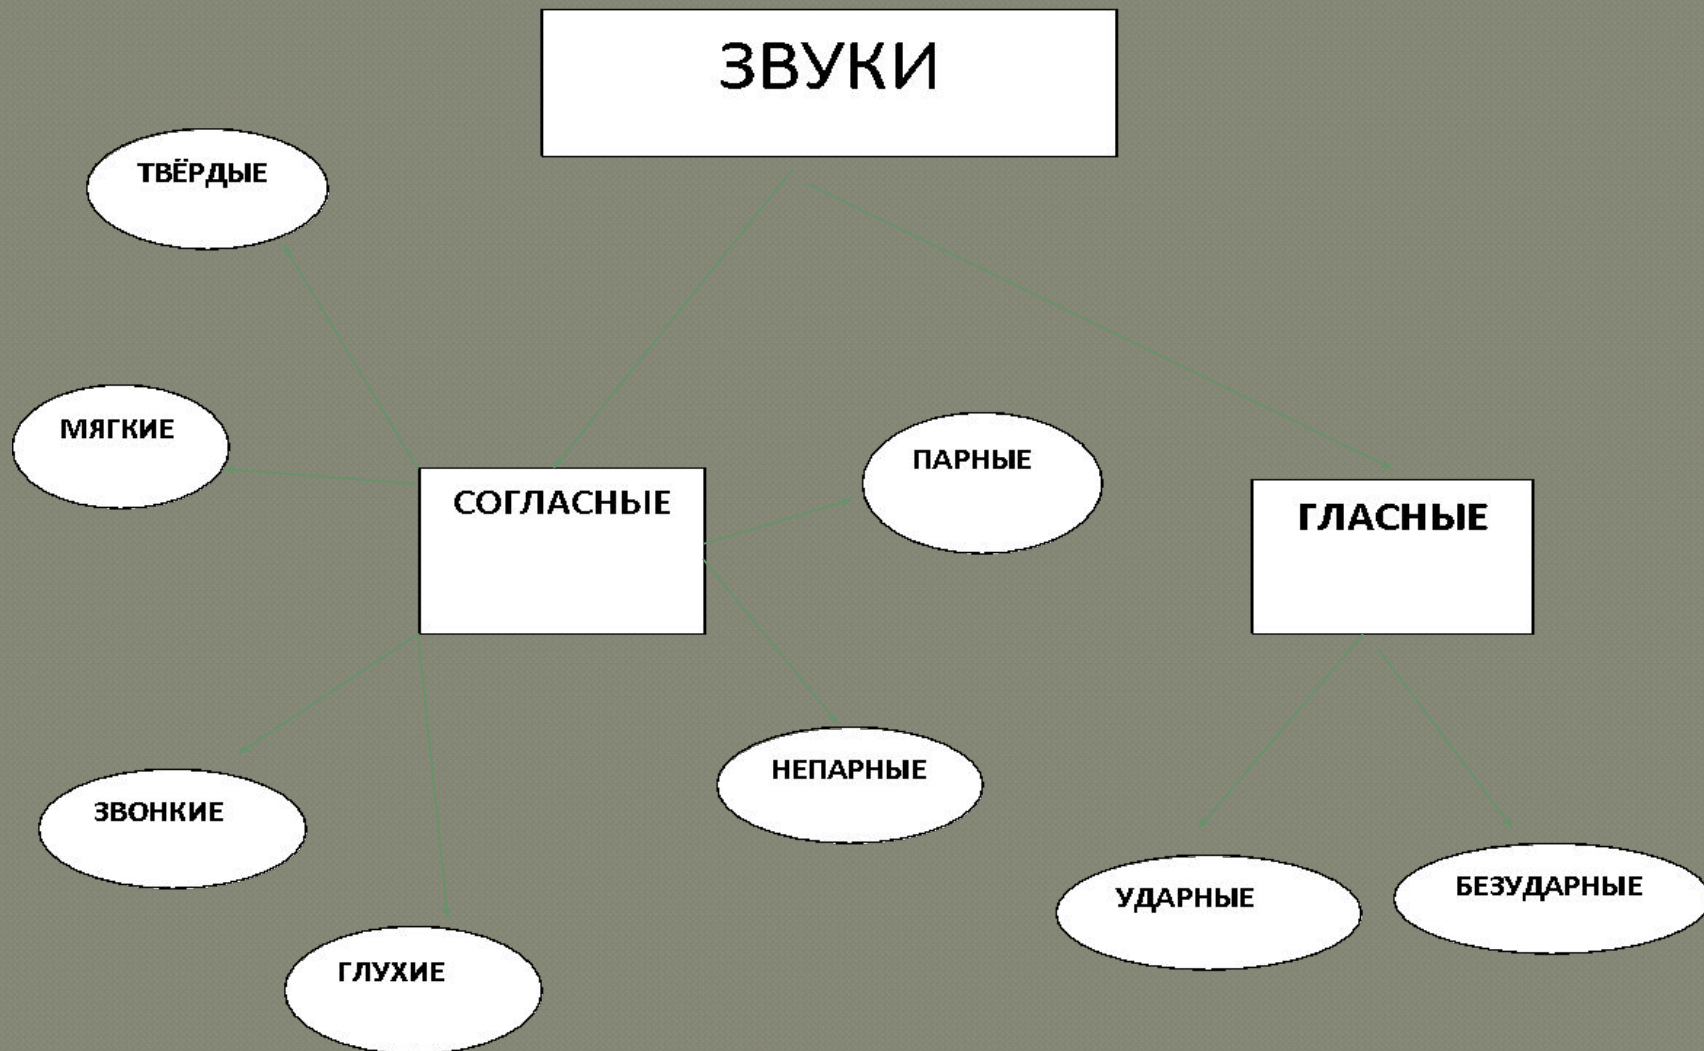 ЗВУКИ
ТВЁРДЫЕ
МЯГКИЕ
ПАРНЫЕ
СОГЛАСНЫЕ
ГЛАСНЫЕ
НЕПАРНЫЕ
ЗВОНКИЕ
УДАРНЫЕ
БЕЗУДАРНЫЕ
ГЛУХИЕ